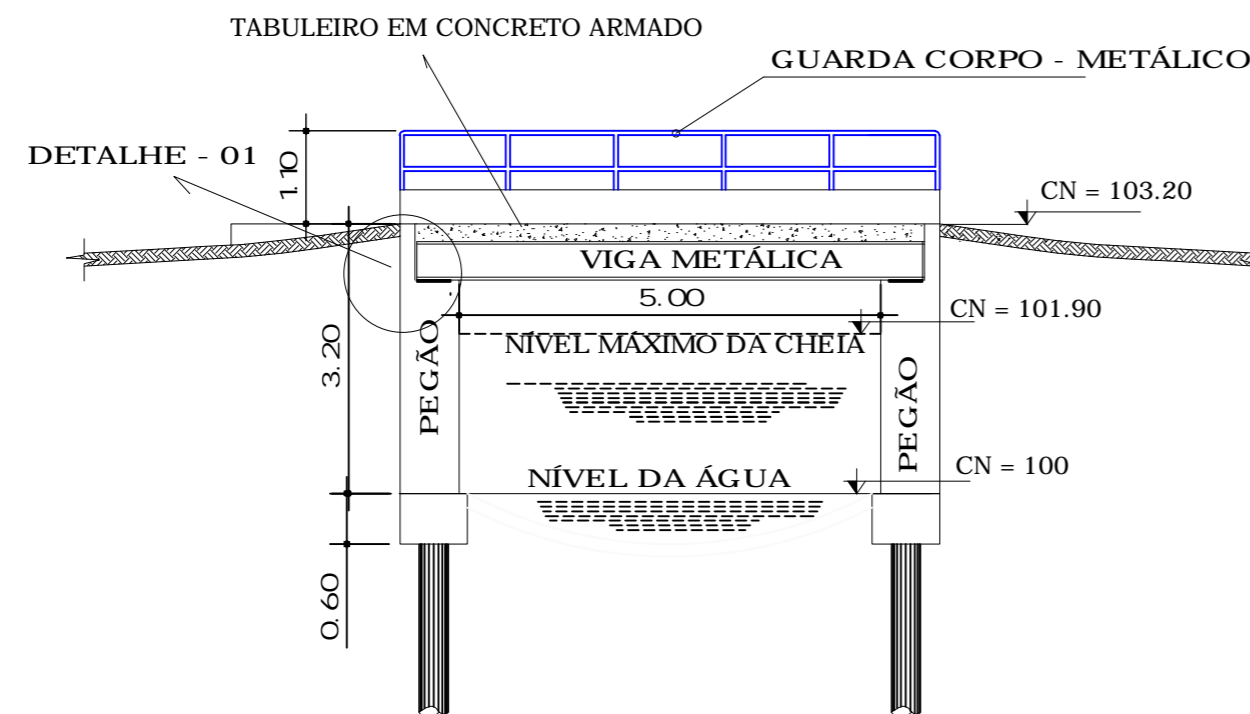 TABULEIRO EM CONCRETO ARMADO
GUARDA CORPO - METÁLICO
DETALHE - 01
1.10
CN = 103.20
VIGA METÁLICA
5.00
CN = 101.90
NÍVEL MÁXIMO DA CHEIA
3.20
PEGÃO
PEGÃO
CN = 100
NÍVEL DA ÁGUA
0.60